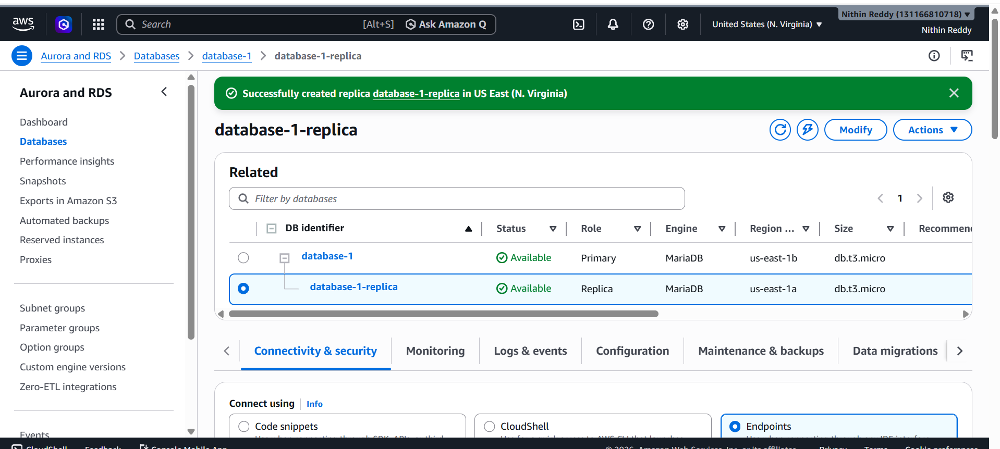 aws
Search
[Alt+S]
Ask Amazon Q
United States (N. Virginia)
Nithin Reddy (131166810718)
Nithin Reddy
Aurora and RDS
Databases
database-1
database-1-replica
Aurora and RDS
Dashboard
Databases
Performance insights
Snapshots
Exports in Amazon S3
Automated backups
Reserved instances
Proxies
Subnet groups
Parameter groups
Option groups
Custom engine versions
Zero-ETL integrations
Events
Successfully created replica database-1-replica in US East (N. Virginia)
database-1-replica
Modify
Actions
Related
Filter by databases
1
DB identifier Status Role Engine Region ... Size Recommen
database-1 Available Primary MariaDB us-east-1b db.t3.micro
database-1-replica Available Replica MariaDB us-east-1a db.t3.micro
Connectivity & security Monitoring Logs & events Configuration Maintenance & backups Data migrations
Connect using Info
Code snippets
CloudShell
Endpoints
CloudShell Feedback Console Mobile App © 2026, Amazon Web Services, Inc. or its affiliates. Privacy Terms Cookie preferences